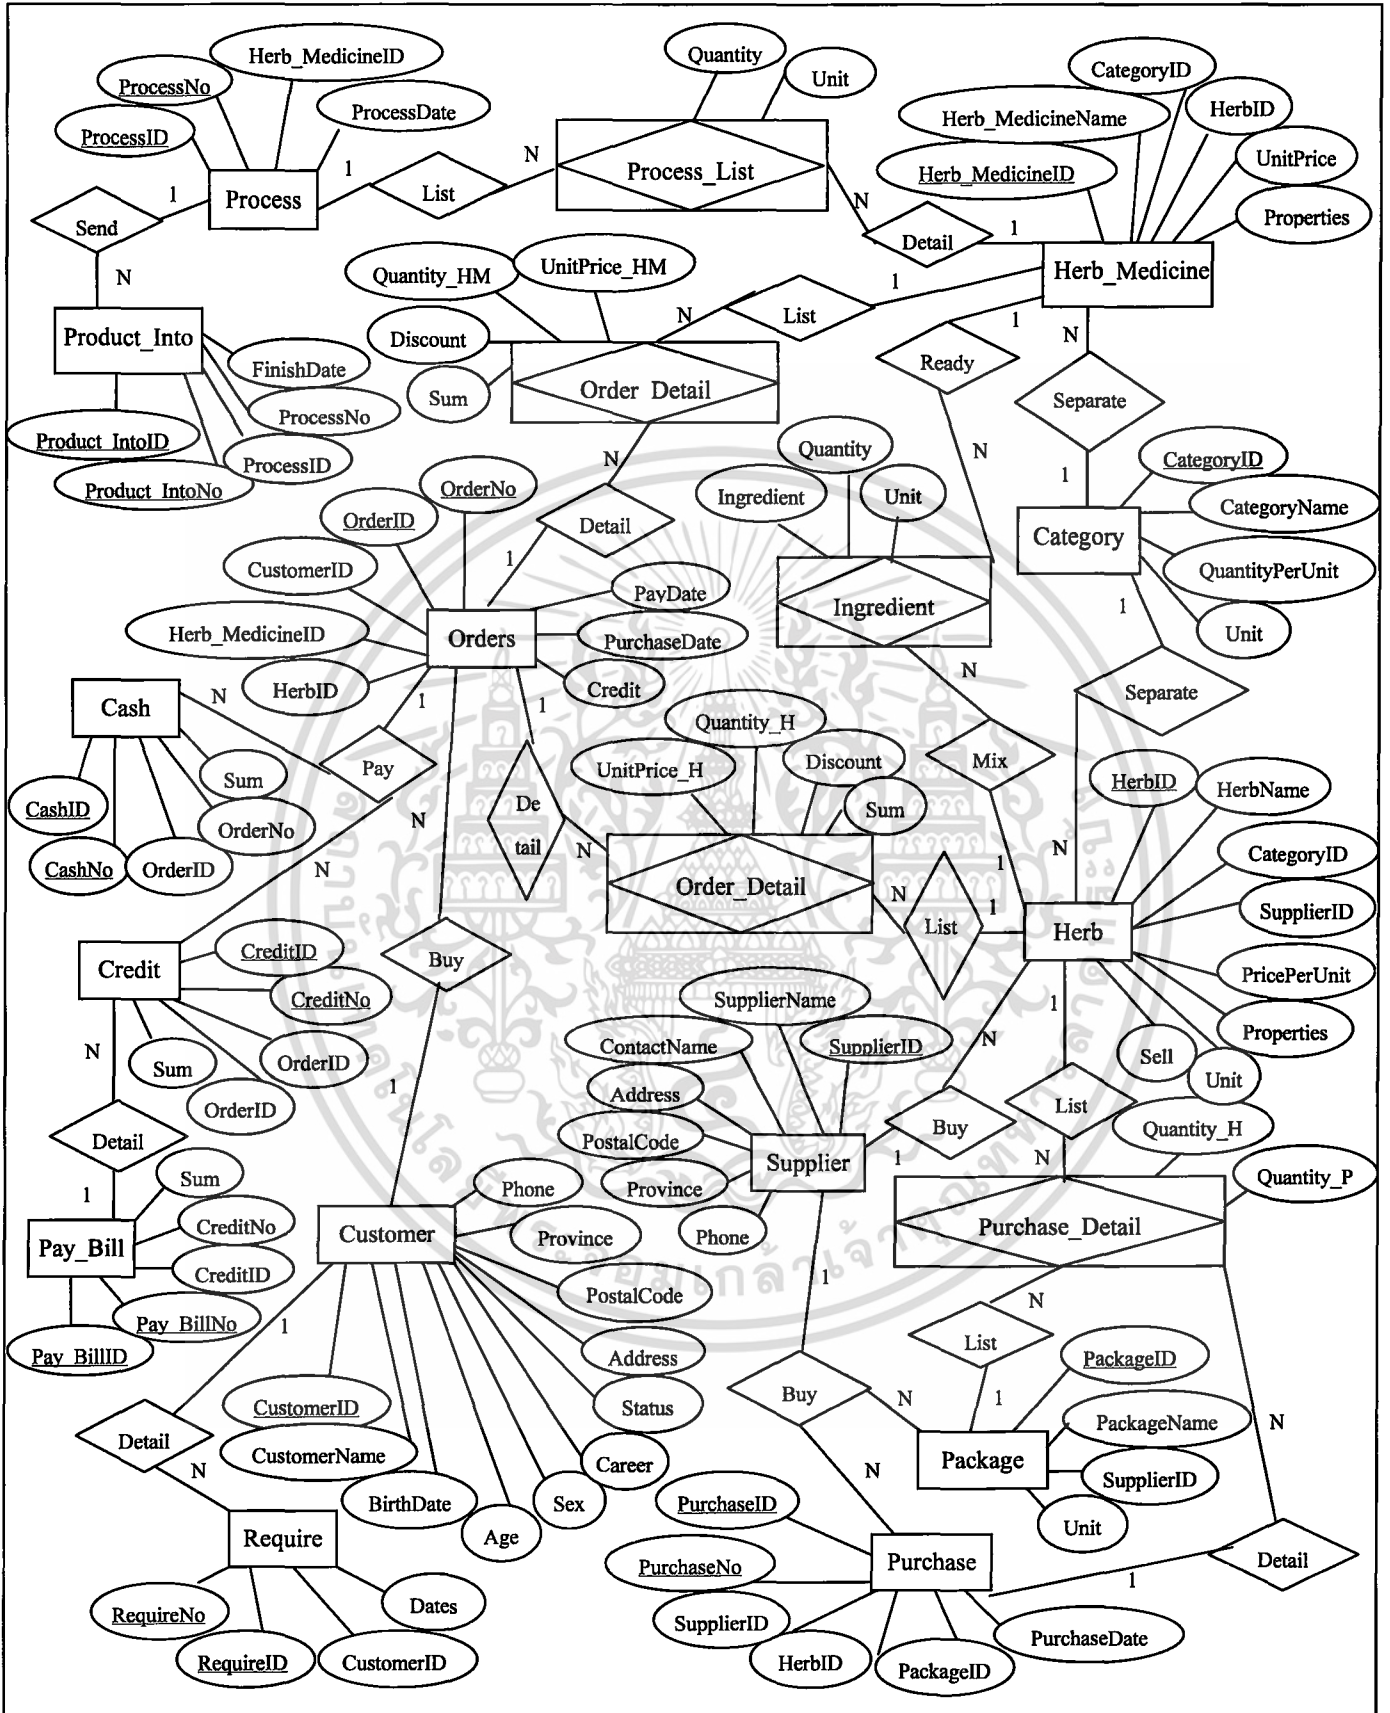 Herb_MedicineID
ProcessNo
ProcessDate
ProcessID
Process
1
List
N
Quantity
Unit
Process_List
CategoryID
Herb_MedicineName
HerbID
Herb_MedicineID
UnitPrice
Properties
Herb_Medicine
N
Detail
1
1
Send
N
Product_Into
FinishDate
ProcessNo
ProcessID
Product_IntoID
Product_IntoNo
Quantity_HM
UnitPrice_HM
Discount
Sum
Order_Detail
N
List
1
1
Ready
N
N
Separate
1
CategoryID
CategoryName
QuantityPerUnit
Unit
Category
1
Separate
N
Quantity
Ingredient
Unit
Ingredient
N
Mix
1
N
Detail
1
OrderNo
OrderID
CustomerID
Herb_MedicineID
HerbID
Orders
PayDate
PurchaseDate
Credit
Cash
N
1
Pay
N
Sum
OrderNo
OrderID
CashID
CashNo
1
De
tail
N
Quantity_H
UnitPrice_H
Discount
Sum
Order_Detail
N
List
1
HerbID
HerbName
CategoryID
SupplierID
PricePerUnit
Properties
Unit
Sell
Herb
N
Buy
1
Credit
CreditID
CreditNo
OrderID
OrderID
Sum
N
Detail
1
Pay_Bill
Sum
CreditNo
CreditID
Pay_BillNo
Pay_BillID
Customer
Phone
Province
PostalCode
Address
Status
Career
Sex
Age
BirthDate
CustomerName
CustomerID
1
Detail
N
Require
RequireNo
RequireID
CustomerID
Dates
SupplierName
ContactName
SupplierID
Address
PostalCode
Province
Phone
Supplier
1
Buy
N
1
List
N
Quantity_H
Quantity_P
Purchase_Detail
N
List
1
PackageID
PackageName
SupplierID
Unit
Package
1
Buy
N
N
Purchase
PurchaseID
PurchaseNo
SupplierID
HerbID
PackageID
PurchaseDate
N
Detail
1